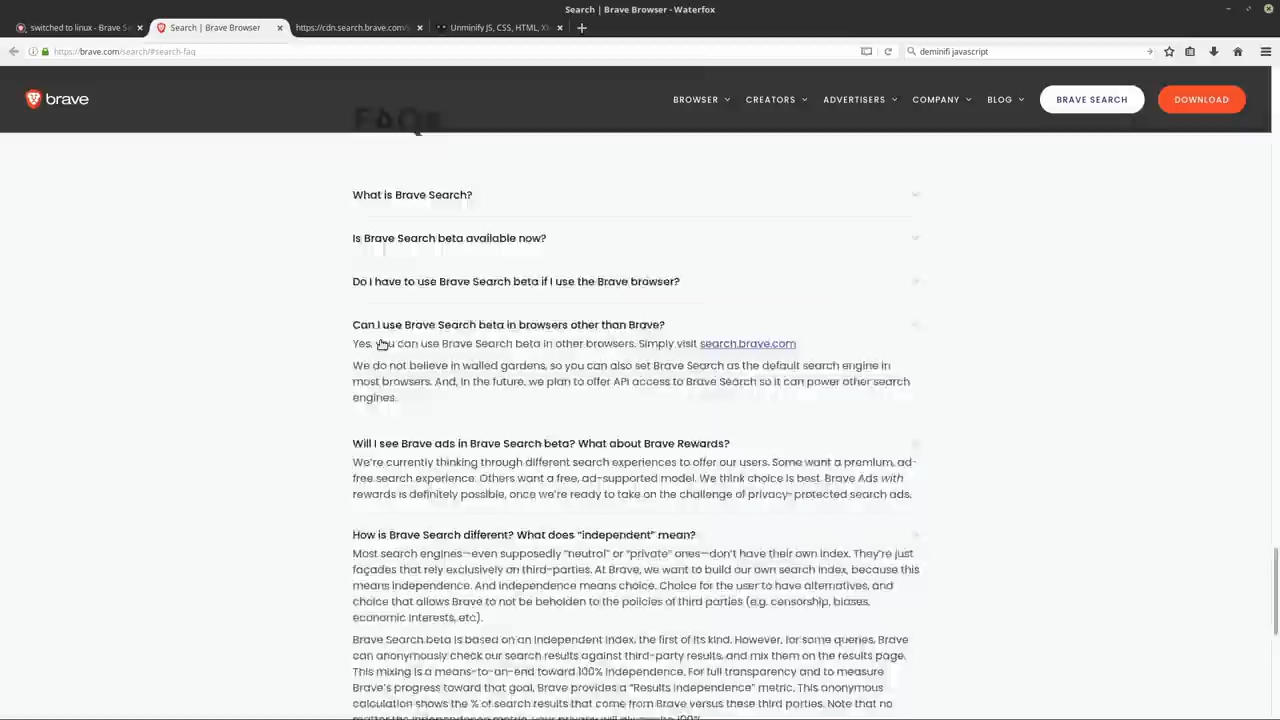 Search | Brave Browser - Waterfox
switched to linux - Brave Se
Search | Brave Browser
https://cdn.search.brave.com/s
Unminify JS, CSS, HTML, X
https://brave.com/search/#search-faq
deminifi javascript
brave
BROWSER
CREATORS
ADVERTISERS
COMPANY
BLOG
BRAVE SEARCH
DOWNLOAD
FAQs
What is Brave Search?
Is Brave Search beta available now?
Do I have to use Brave Search beta if I use the Brave browser?
Can I use Brave Search beta in browsers other than Brave?
Yes, you can use Brave Search beta in other browsers. Simply visit search.brave.com
We do not believe in walled gardens, so you can also set Brave Search as the default search engine in
most browsers. And, in the future, we plan to offer API access to Brave Search so it can power other search
engines.
Will I see Brave ads in Brave Search beta? What about Brave Rewards?
We're currently thinking through different search experiences to offer our users. Some want a premium, ad-
free search experience. Others want a free, ad-supported model. We think choice is best. Brave Ads with
rewards is definitely possible, once we're ready to take on the challenge of privacy-protected search ads.
How is Brave Search different? What does "independent" mean?
Most search engines—even supposedly "neutral" or "private" ones—don't have their own index. They're just
façades that rely exclusively on third-parties. At Brave, we want to build our own search index, because this
means independence. And independence means choice. Choice for the user to have alternatives, and
choice that allows Brave to not be beholden to the policies of third parties (e.g. censorship, biases,
economic interests, etc).
Brave Search beta is based on an independent index, the first of its kind. However, for some queries, Brave
can anonymously check our search results against third-party results, and mix them on the results page.
This mixing is a means-to-an-end toward 100% independence. For full transparency and to measure
Brave's progress toward that goal, Brave provides a "Results Independence" metric. This anonymous
calculation shows the % of search results that come from Brave versus these third parties. Note that no
matter the independence metric, your privacy will always be 100%.